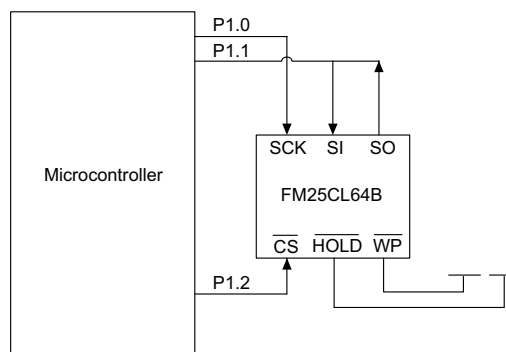 P1.0
P1.1
SCK SI SO
Microcontroller
FM25CL64B
CS HOLD WP
P1.2